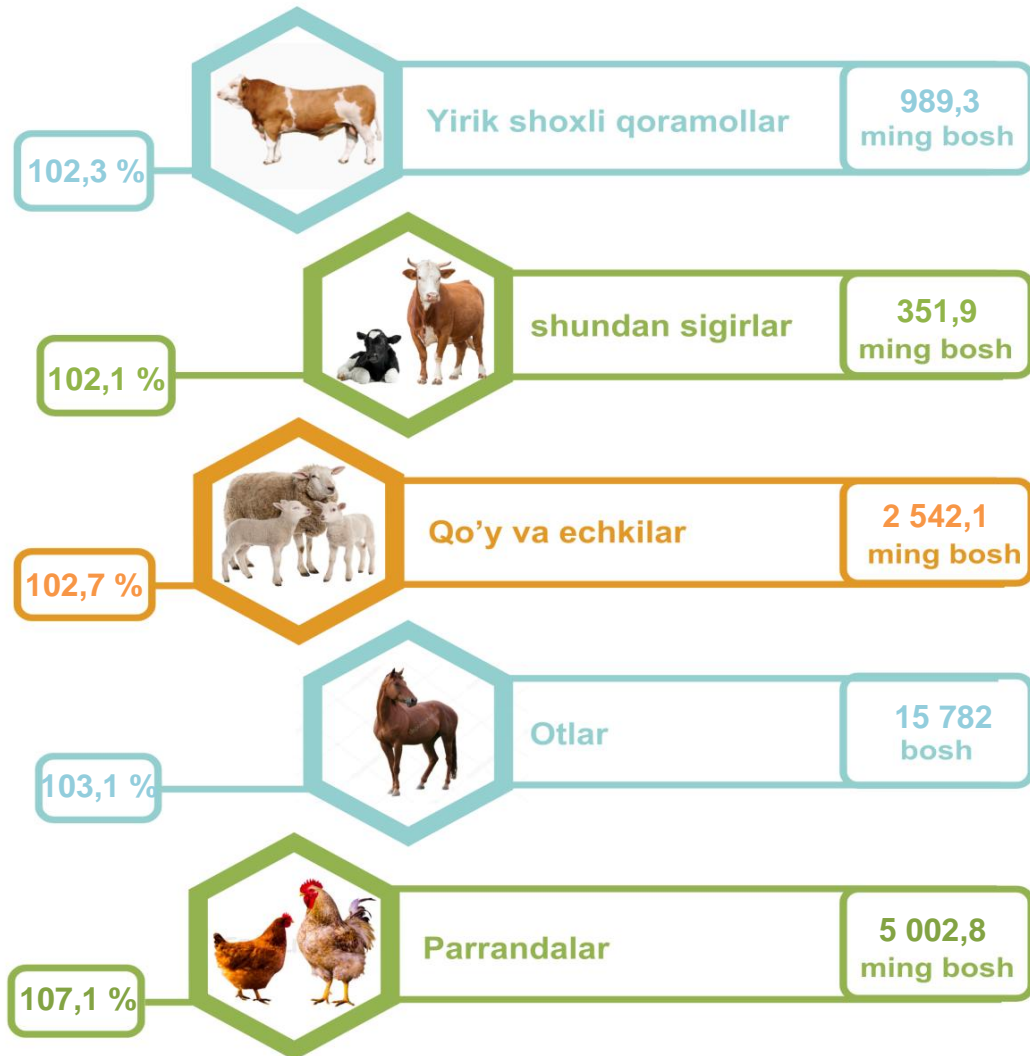 Yirik shoxli qoramollar
989,3
ming bosh
102,3 %
shundan sigirlar
351,9
ming bosh
102,1 %
Qo'y va echkilar
2 542,1
ming bosh
102,7 %
Otlar
15 782
bosh
103,1 %
Parrandalar
5 002,8
ming bosh
107,1 %